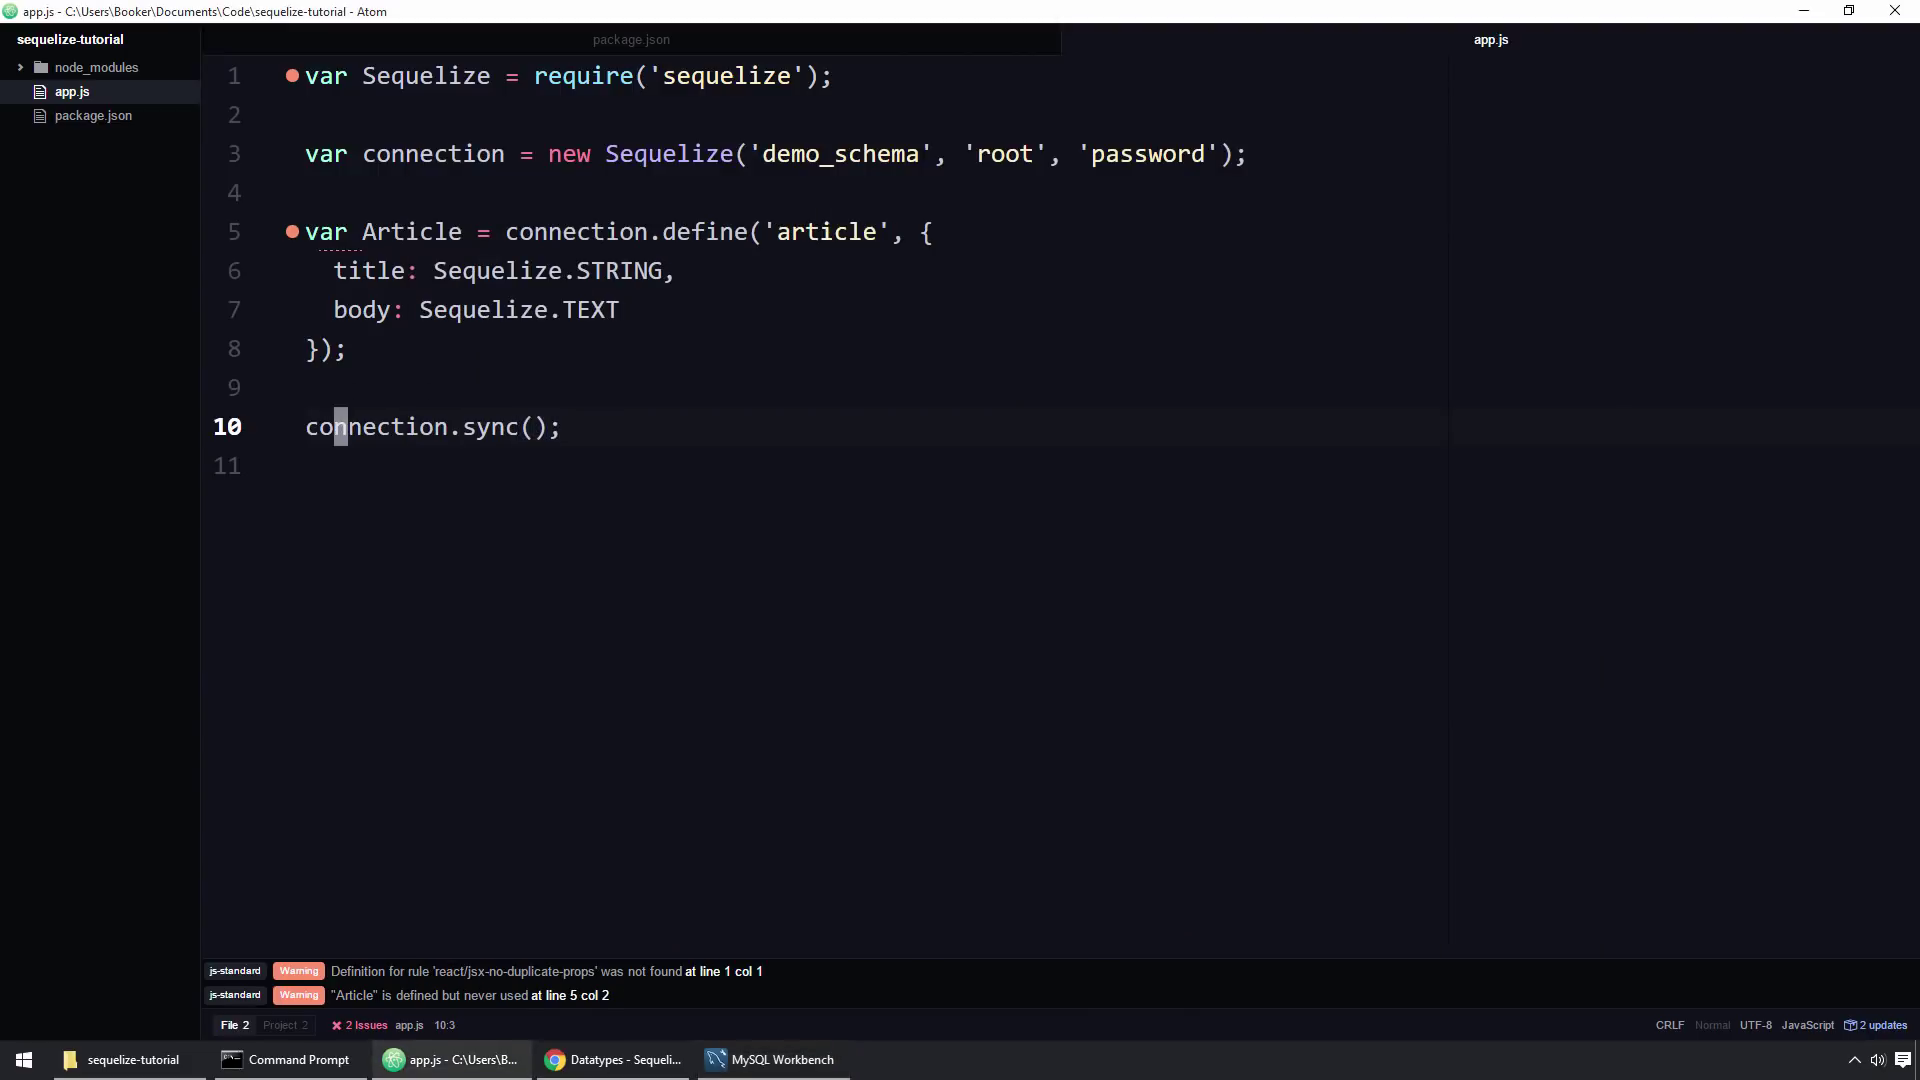 app.js - C:\Users\Booker\Documents\Code\sequelize-tutorial - Atom
sequelize-tutorial
node_modules
app.js
package.json
package.json
app.js
1 var Sequelize = require('sequelize');
2
3 var connection = new Sequelize('demo_schema', 'root', 'password');
4
5 var Article = connection.define('article', {
6 title: Sequelize.STRING,
7 body: Sequelize.TEXT
8 });
9
10 connection.sync();
11
js-standard Warning Definition for rule 'react/jsx-no-duplicate-props' was not found at line 1 col 1
js-standard Warning "Article" is defined but never used at line 5 col 2
File 2 Project 2 2 Issues app.js 10:3 CRLF Normal UTF-8 JavaScript 2 updates
sequelize-tutorial Command Prompt app.js - C:\Users\B... Datatypes - Sequeli... MySQL Workbench